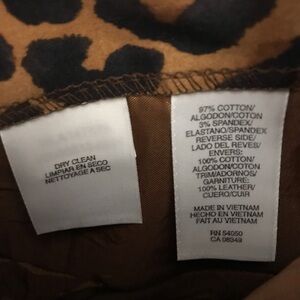 DRY CLEAN
LIMPIAR EN SECO
NETTOYAGE A SEC
97% COTTON/
ALGODON/COTON
3% SPANDEX/
ELASTANO/SPANDEX
REVERSE SIDE/
LADO DEL REVES/
ENVERS:
100% COTTON/
ALGODON/COTON
TRIM/ADORNOS/
GARNITURE:
100% LEATHER/
CUERO/CUIR
MADE IN VIETNAM
HECHO EN VIETNAM
FAIT AU VIETNAM
RN 54050
CA 08349